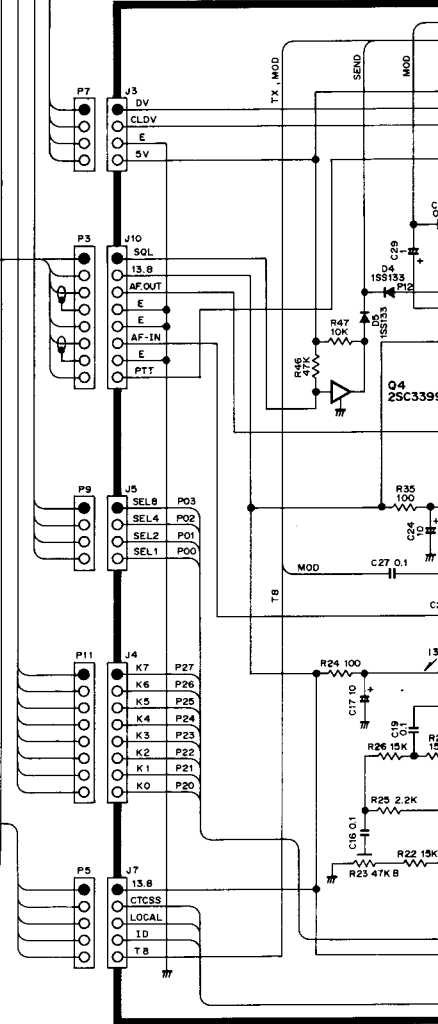 TX, MOD
SEND
MOD
P7
J3
DV
CLDV
E
5V
P3
J10
SQL
13.8
AF.OUT
E
E
AF-IN
E
PTT
C29
1
+
D4
1SS133
P12
D5
1SS133
R47
10K
R46
47K
Q4
2SC3399
P9
J5
SEL8 P03
SEL4 P02
SEL2 P01
SEL1 P00
R35
100
C24
10
+
MOD
C27 0.1
T8
P11
J4
K7 P27
K6 P26
K5 P25
K4 P24
K3 P23
K2 P22
K1 P21
K0 P20
R24 100
C17 10
+
C19
0.1
R26 15K
R25 2.2K
C16 0.1
R23 47K B
R22 15K
P5
J7
13.8
CTCSS
LOCAL
ID
T8